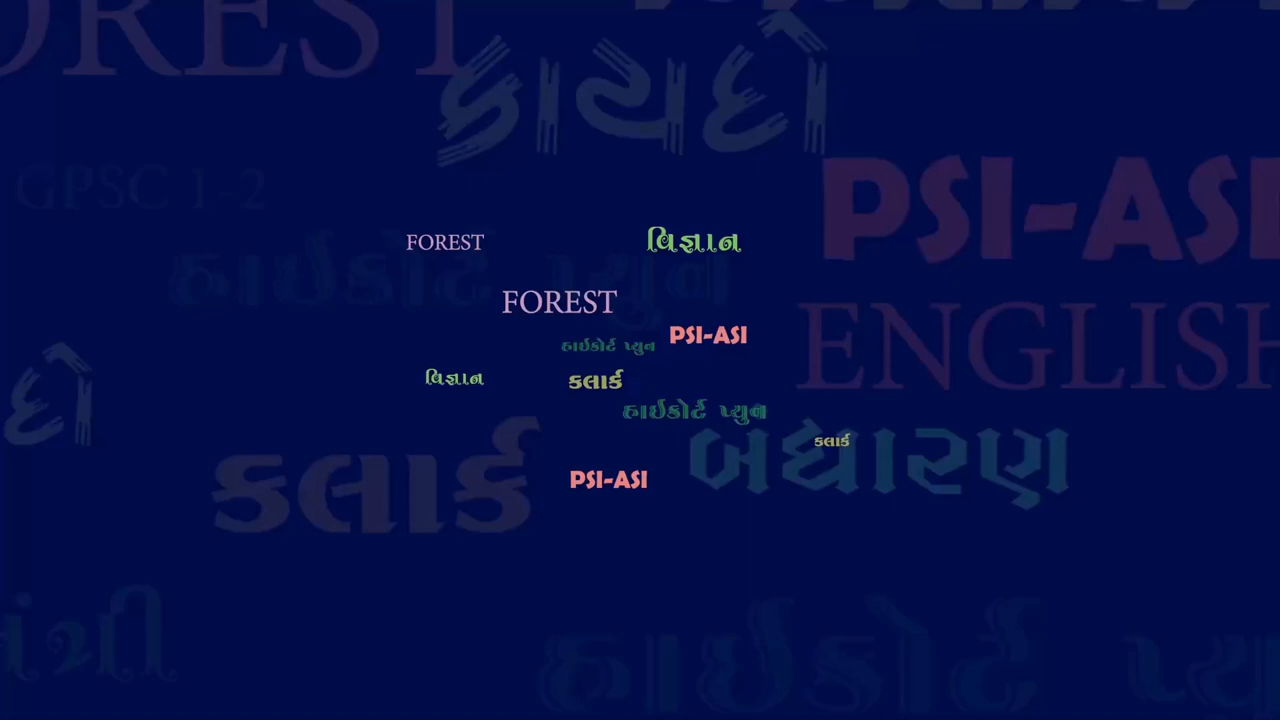 FOREST
કાયદો
PSI-ASI
GPSC 1-2
FOREST
વિજ્ઞાન
હાઈકોર્ટ પ્યુન
FOREST
ENGLISH
PSI-ASI
હાઈકોર્ટ પ્યુન
વિજ્ઞાન
કલાર્ક
હાઈકોર્ટ પ્યુન
કલાર્ક
બંધારણ
કલાર્ક
PSI-ASI
હાઈકોર્ટ